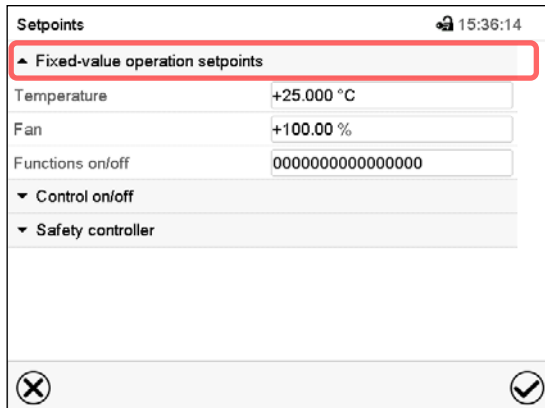 Setpoints 15:36:14
Fixed-value operation setpoints
Temperature +25.000 °C
Fan +100.00 %
Functions on/off 0000000000000000
Control on/off
Safety controller